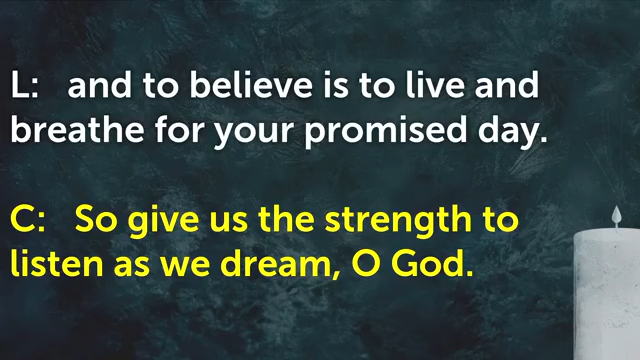 L: and to believe is to live and
breathe for your promised day.
C: So give us the strength to
listen as we dream, O God.